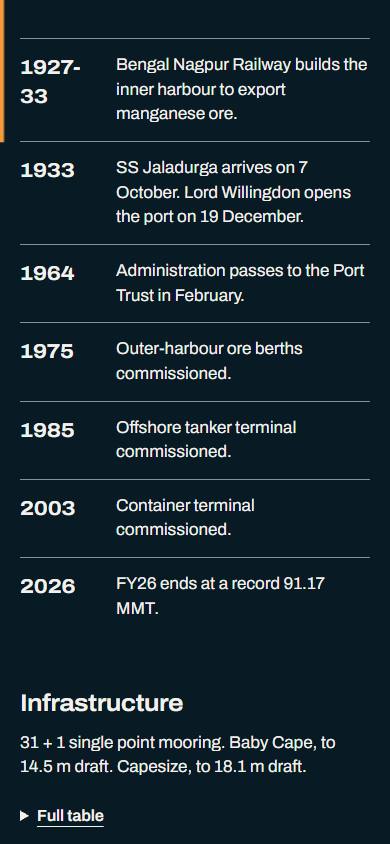 1927-
33
Bengal Nagpur Railway builds the
inner harbour to export
manganese ore.
1933
SS Jaladurga arrives on 7
October. Lord Willingdon opens
the port on 19 December.
1964
Administration passes to the Port
Trust in February.
1975
Outer-harbour ore berths
commissioned.
1985
Offshore tanker terminal
commissioned.
2003
Container terminal
commissioned.
2026
FY26 ends at a record 91.17
MMT.
Infrastructure
31 + 1 single point mooring. Baby Cape, to
14.5 m draft. Capesize, to 18.1 m draft.
Full table